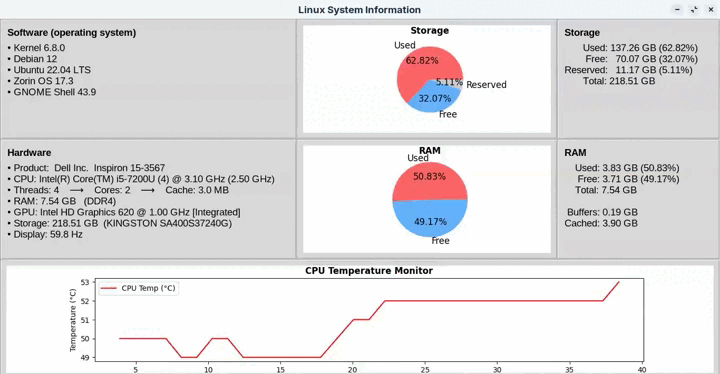 Linux System Information
Software (operating system)
• Kernel 6.8.0
• Debian 12
• Ubuntu 22.04 LTS
• Zorin OS 17.3
• GNOME Shell 43.9
Storage
Used
62.82%
5.11% Reserved
32.07%
Free
Storage
Used: 137.26 GB (62.82%)
Free: 70.07 GB (32.07%)
Reserved: 11.17 GB (5.11%)
Total: 218.51 GB
Hardware
• Product: Dell Inc. Inspiron 15-3567
• CPU: Intel(R) Core(TM) i5-7200U (4) @ 3.10 GHz (2.50 GHz)
• Threads: 4 ⟶ Cores: 2 ⟶ Cache: 3.0 MB
• RAM: 7.54 GB (DDR4)
• GPU: Intel HD Graphics 620 @ 1.00 GHz [Integrated]
• Storage: 218.51 GB (KINGSTON SA400S37240G)
• Display: 59.8 Hz
RAM
Used
50.83%
49.17%
Free
RAM
Used: 3.83 GB (50.83%)
Free: 3.71 GB (49.17%)
Total: 7.54 GB
Buffers: 0.19 GB
Cached: 3.90 GB
CPU Temperature Monitor
CPU Temp (°C)
Temperature (°C)
53
52
51
50
49
5 10 15 20 25 30 35 40